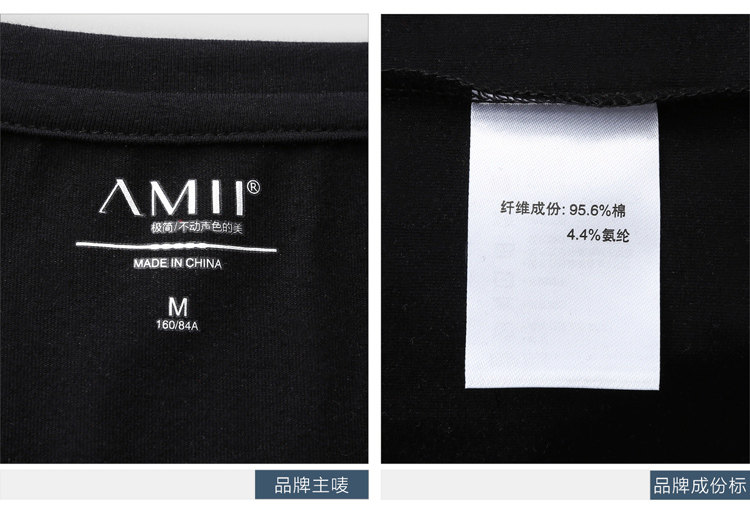 AMII®
极简/不动声色的美
MADE IN CHINA
M
160/84A
品牌主唛
纤维成份: 95.6%棉
4.4%氨纶
品牌成份标